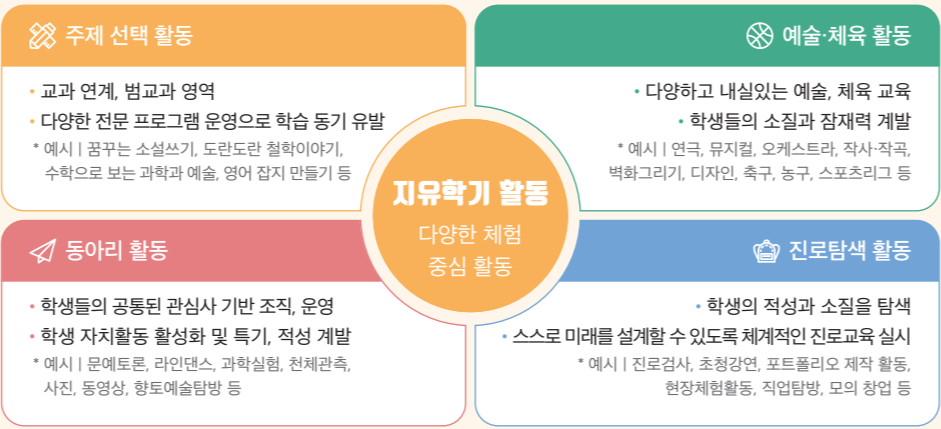 주제 선택 활동
• 교과 연계, 범교과 영역
• 다양한 전문 프로그램 운영으로 학습 동기 유발
* 예시 | 꿈꾸는 소설쓰기, 도란도란 철학이야기,
수학으로 보는 과학과 예술, 영어 잡지 만들기 등
예술·체육 활동
• 다양하고 내실있는 예술, 체육 교육
• 학생들의 소질과 잠재력 계발
* 예시 | 연극, 뮤지컬, 오케스트라, 작사·작곡,
벽화그리기, 디자인, 축구, 농구, 스포츠리그 등
지유학기 활동
다양한 체험
중심 활동
동아리 활동
• 학생들의 공통된 관심사 기반 조직, 운영
• 학생 자치활동 활성화 및 특기, 적성 계발
* 예시 | 문예토론, 라인댄스, 과학실험, 천체관측,
사진, 동영상, 향토예술탐방 등
진로탐색 활동
• 학생의 적성과 소질을 탐색
• 스스로 미래를 설계할 수 있도록 체계적인 진로교육 실시
* 예시 | 진로검사, 초청강연, 포트폴리오 제작 활동,
현장체험활동, 직업탐방, 모의 창업 등